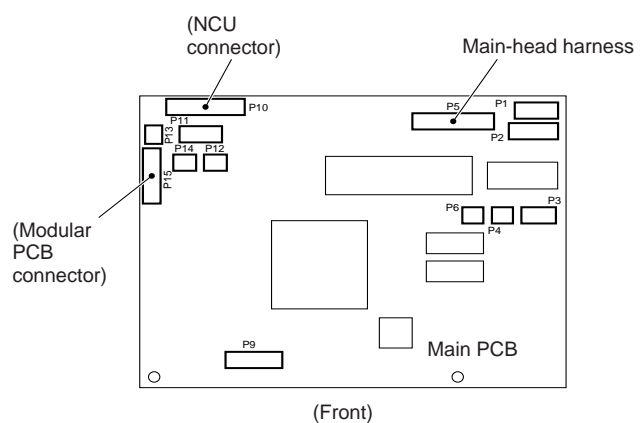 (NCU
connector)
Main-head harness
P10
P5
P1
P2
P11
P13
P14
P12
P15
P6
P4
P3
(Modular
PCB
connector)
P9
Main PCB
(Front)